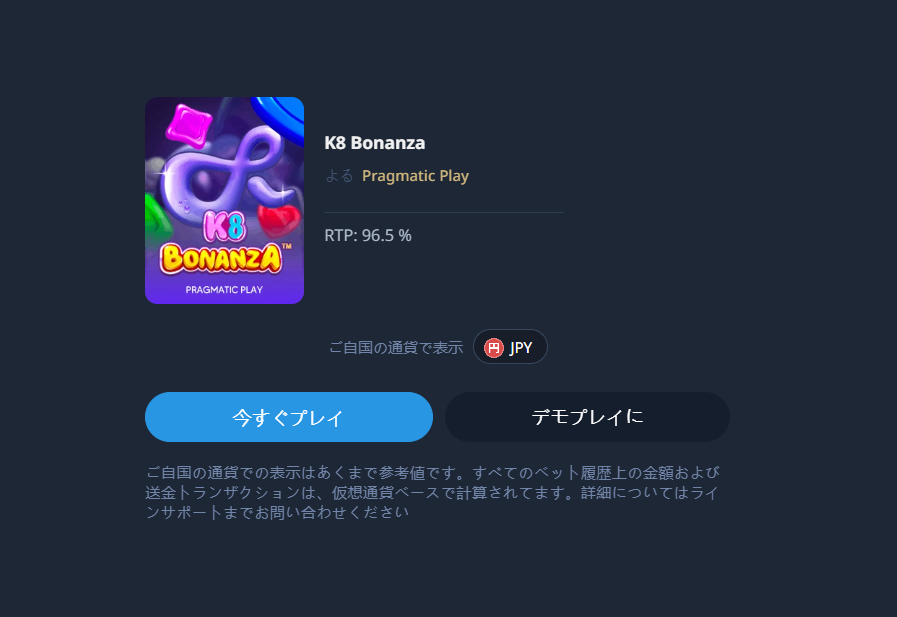 K8 Bonanza
よる Pragmatic Play
K8
BONANZA™
PRAGMATIC PLAY
RTP: 96.5 %
ご自国の通貨で表示 円 JPY
今すぐプレイ
デモプレイに
ご自国の通貨での表示はあくまで参考値です。すべてのベット履歴上の金額および
送金トランザクションは、仮想通貨ベースで計算されてます。詳細についてはライ
ンサポートまでお問い合わせください